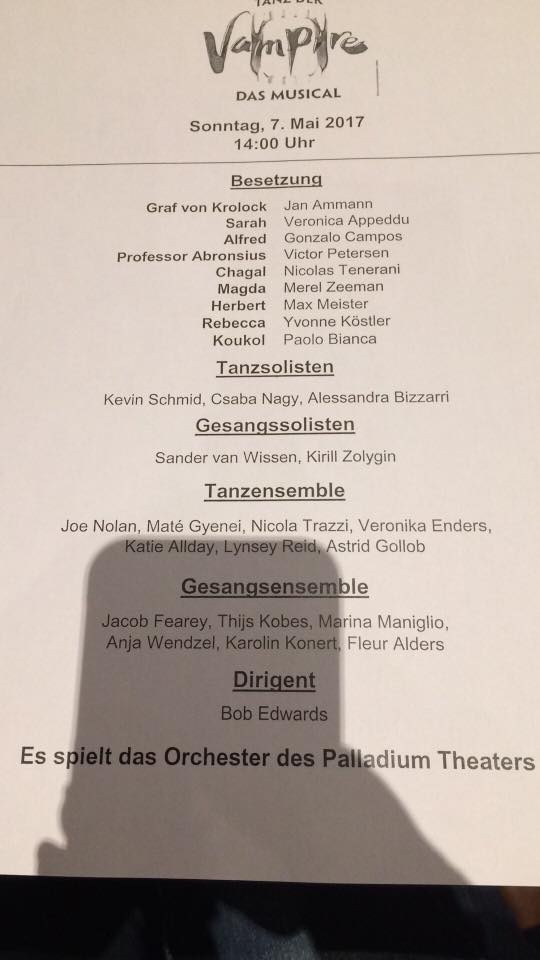 TANZ DER
Vampire
DAS MUSICAL
Sonntag, 7. Mai 2017
14:00 Uhr
Besetzung
Graf von Krolock Jan Ammann
Sarah Veronica Appeddu
Alfred Gonzalo Campos
Professor Abronsius Victor Petersen
Chagal Nicolas Tenerani
Magda Merel Zeeman
Herbert Max Meister
Rebecca Yvonne Köstler
Koukol Paolo Bianca
Tanzsolisten
Kevin Schmid, Csaba Nagy, Alessandra Bizzarri
Gesangssolisten
Sander van Wissen, Kirill Zolygin
Tanzensemble
Joe Nolan, Maté Gyenei, Nicola Trazzi, Veronika Enders,
Katie Allday, Lynsey Reid, Astrid Gollob
Gesangsensemble
Jacob Fearey, Thijs Kobes, Marina Maniglio,
Anja Wendzel, Karolin Konert, Fleur Alders
Dirigent
Bob Edwards
Es spielt das Orchester des Palladium Theaters